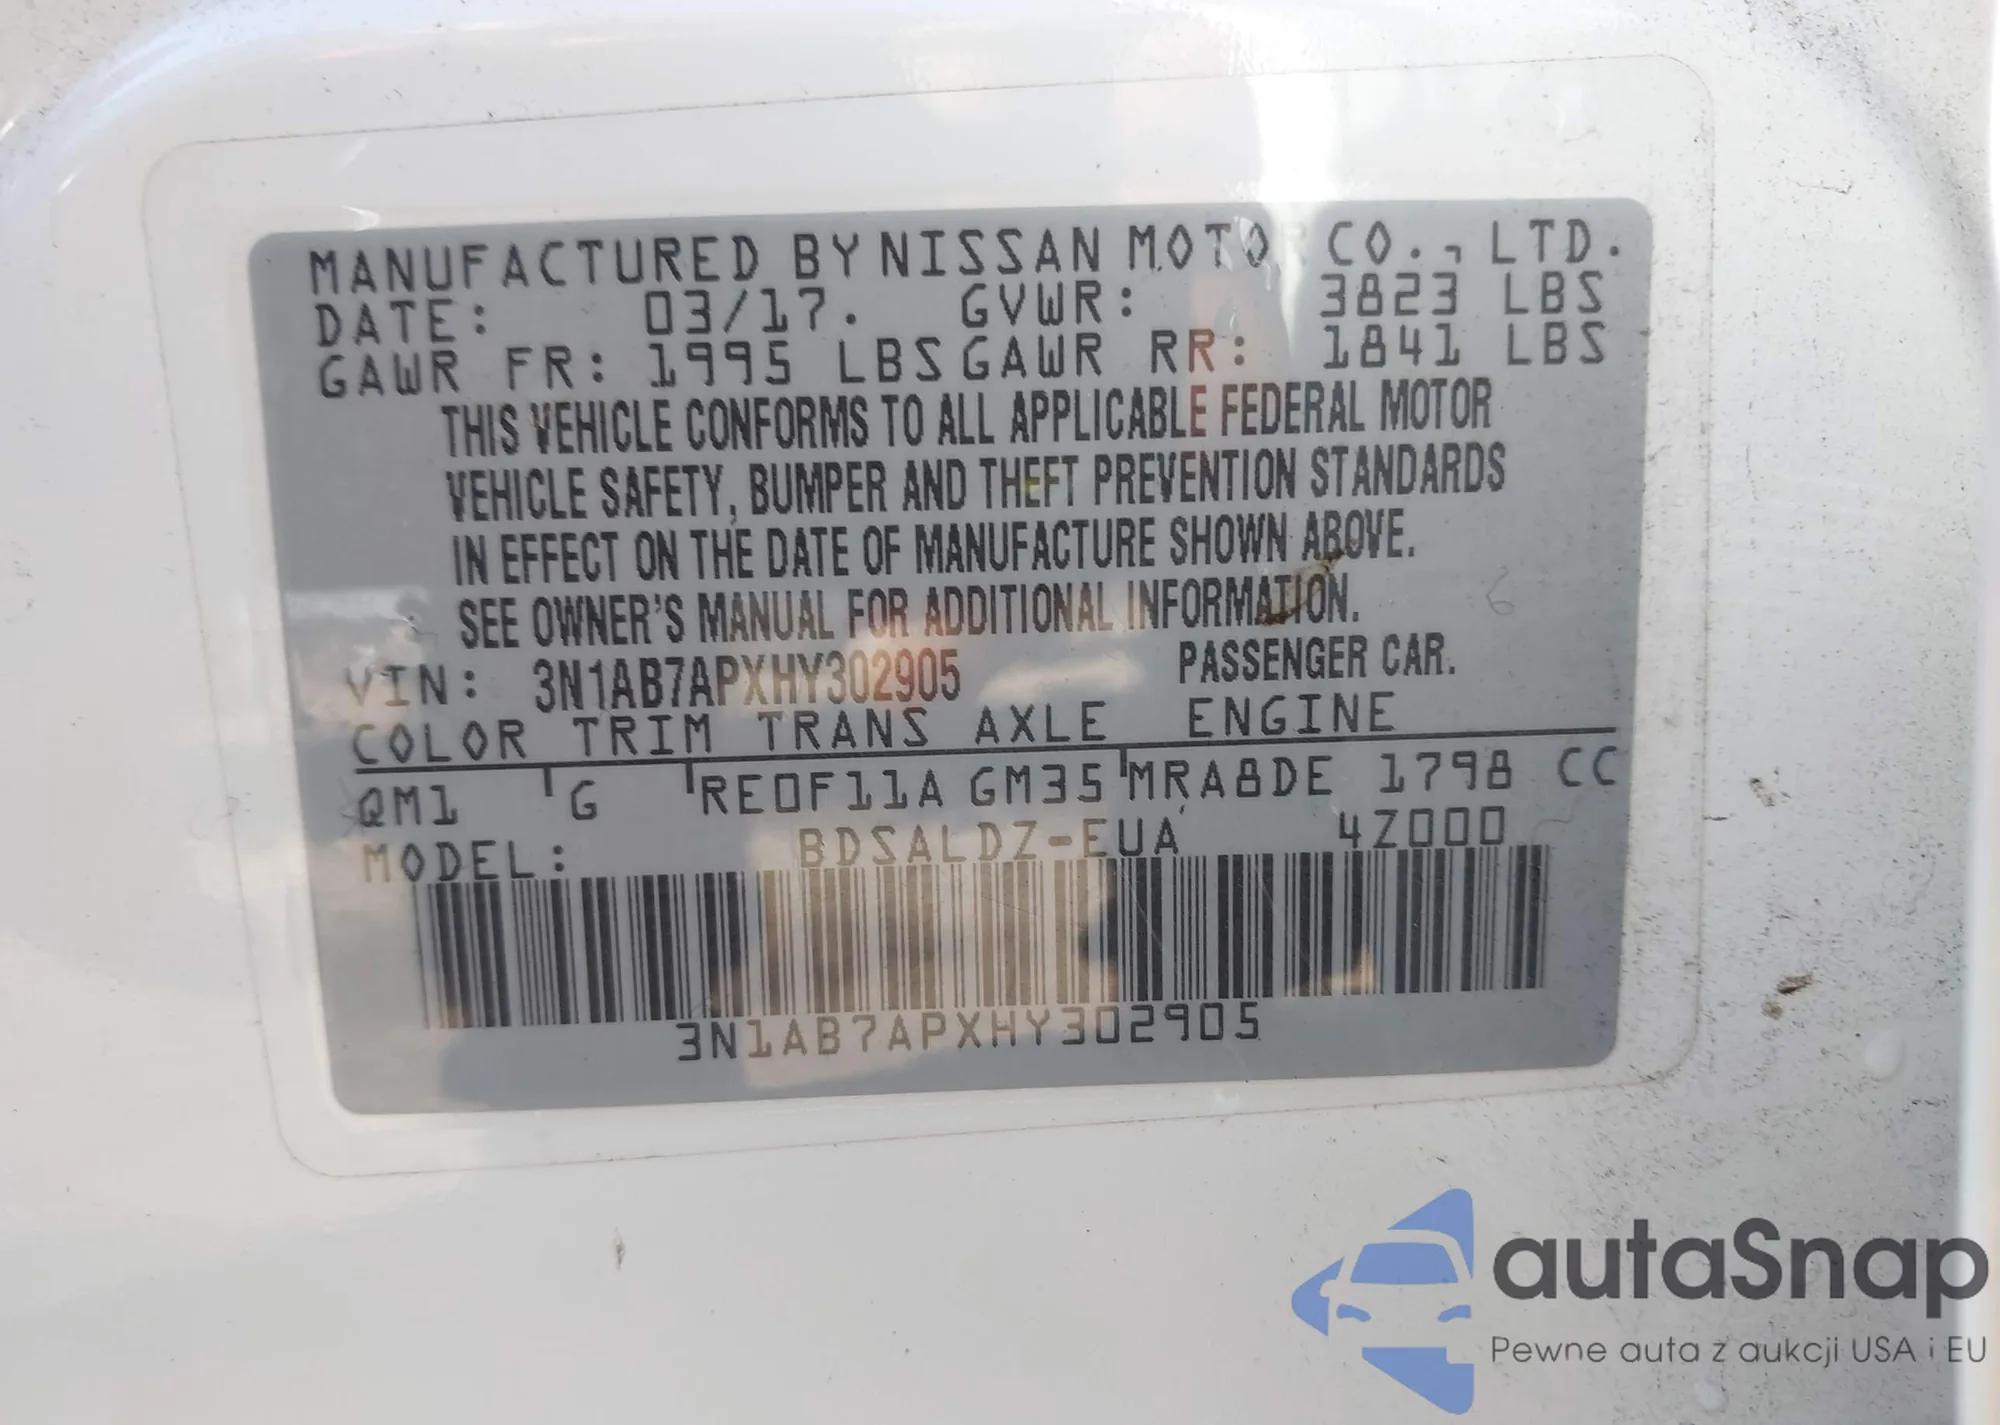 MANUFACTURED BY NISSAN MOTOR CO., LTD.
DATE: 03/17. GVWR: 3823 LBS
GAWR FR: 1995 LBS GAWR RR: 1841 LBS
THIS VEHICLE CONFORMS TO ALL APPLICABLE FEDERAL MOTOR
VEHICLE SAFETY, BUMPER AND THEFT PREVENTION STANDARDS
IN EFFECT ON THE DATE OF MANUFACTURE SHOWN ABOVE.
SEE OWNER'S MANUAL FOR ADDITIONAL INFORMATION.
VIN: 3N1AB7APXHY302905 PASSENGER CAR.
COLOR TRIM TRANS AXLE ENGINE
QM1 G RE0F11A GM35 MRA8DE 1798 CC
MODEL: BDSALDZ-EUA 4Z000
3N1AB7APXHY302905
autaSnap
Pewne auta z aukcji USA i EU